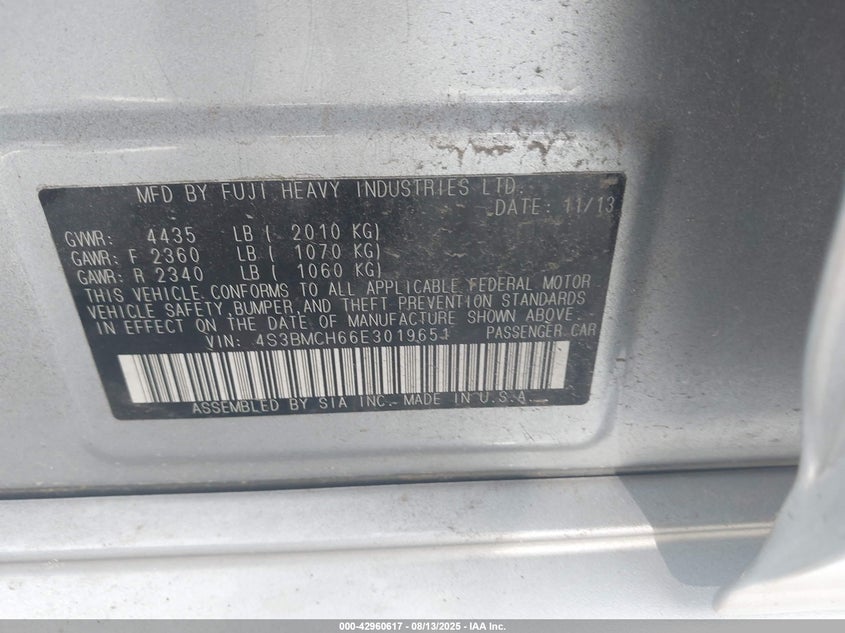 MFD BY FUJI HEAVY INDUSTRIES LTD.
DATE: 11/13
GVWR: 4435 LB ( 2010 KG)
GAWR: F 2360 LB ( 1070 KG)
GAWR: R 2340 LB ( 1060 KG)
THIS VEHICLE CONFORMS TO ALL APPLICABLE FEDERAL MOTOR
VEHICLE SAFETY, BUMPER, AND THEFT PREVENTION STANDARDS
IN EFFECT ON THE DATE OF MANUFACTURE SHOWN ABOVE.
VIN: 4S3BMCH66E3019651 PASSENGER CAR
ASSEMBLED BY SIA INC. MADE IN U.S.A.
000-42960617 - 08/13/2025 - IAA Inc.